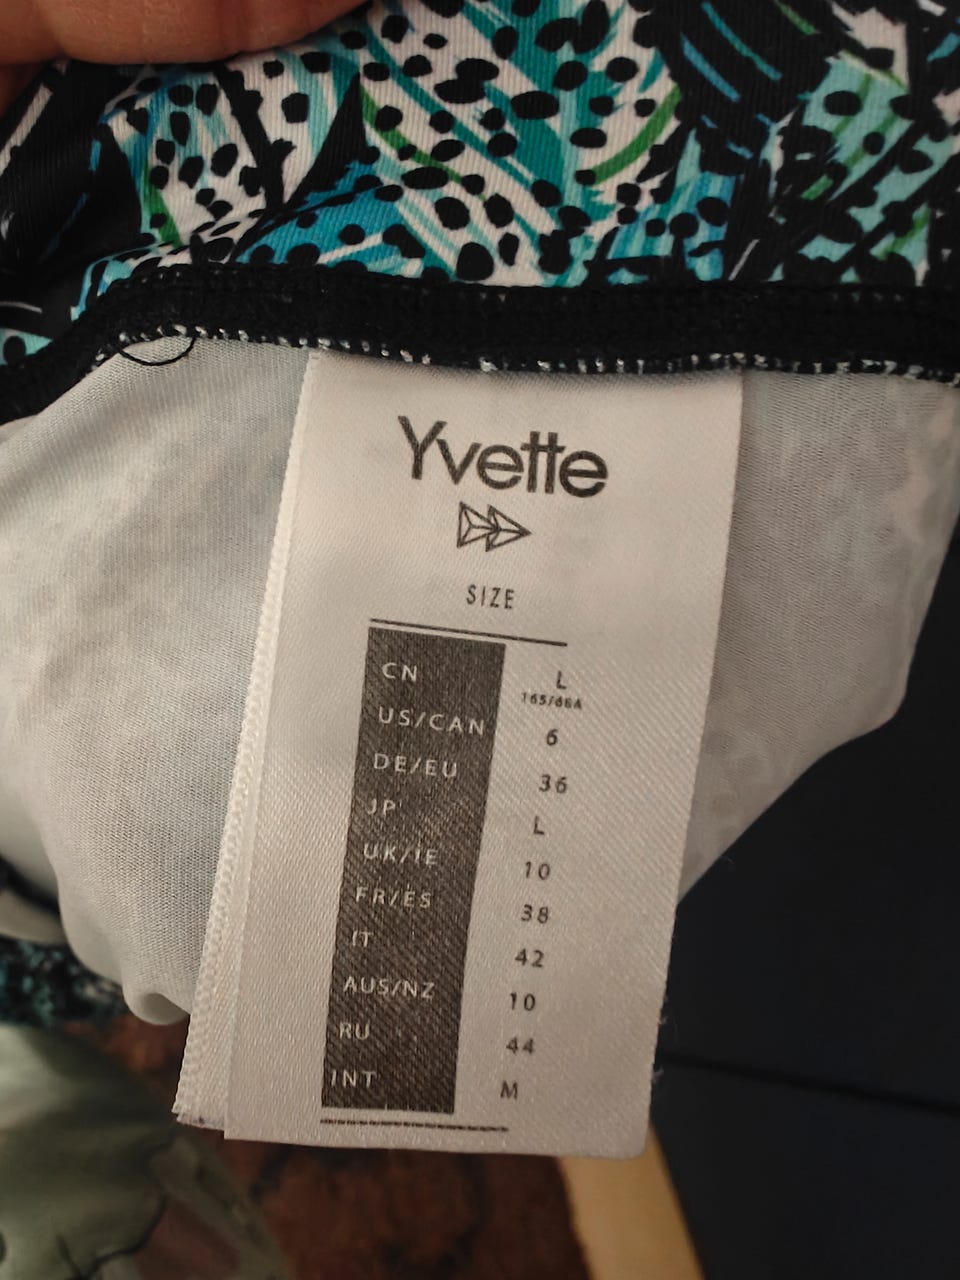 Yvette
SIZE
CN L
165/68A
US/CAN 6
DE/EU 36
JP L
UK/IE 10
FR/ES 38
IT 42
AUS/NZ 10
RU 44
INT M